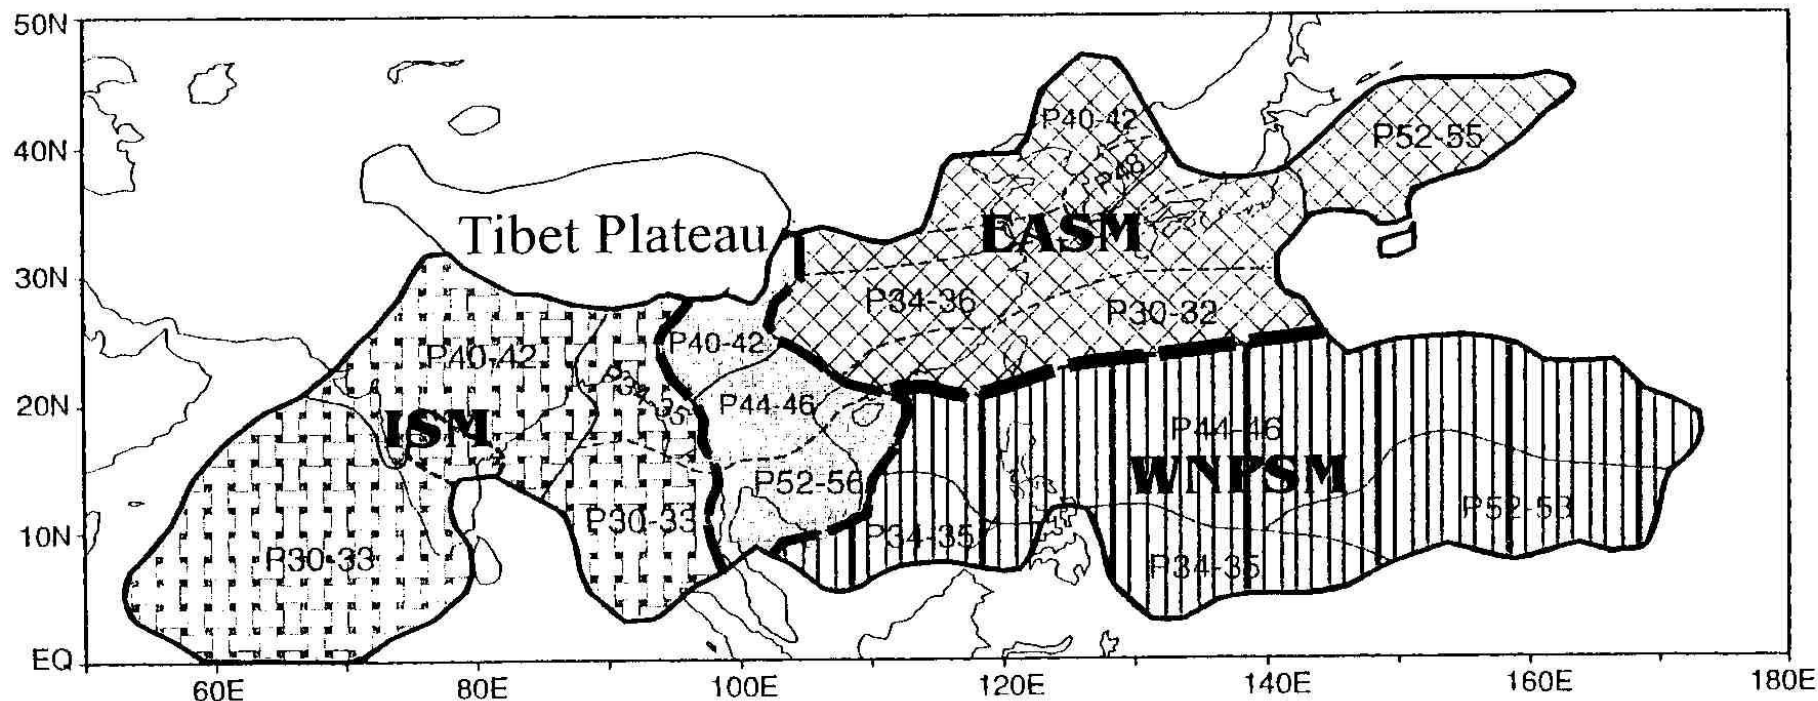 50N
40N
30N
20N
10N
EQ
P40-42
P52-55
P48
Tibet Plateau
EASM
P34-36
P30-32
P40-42
P40-42
P34-35
P44-46
ISM
P44-46
WNPSM
P52-56
P52-53
P30-33
P34-35
P30-33
P34-35
60E
80E
100E
120E
140E
160E
180E